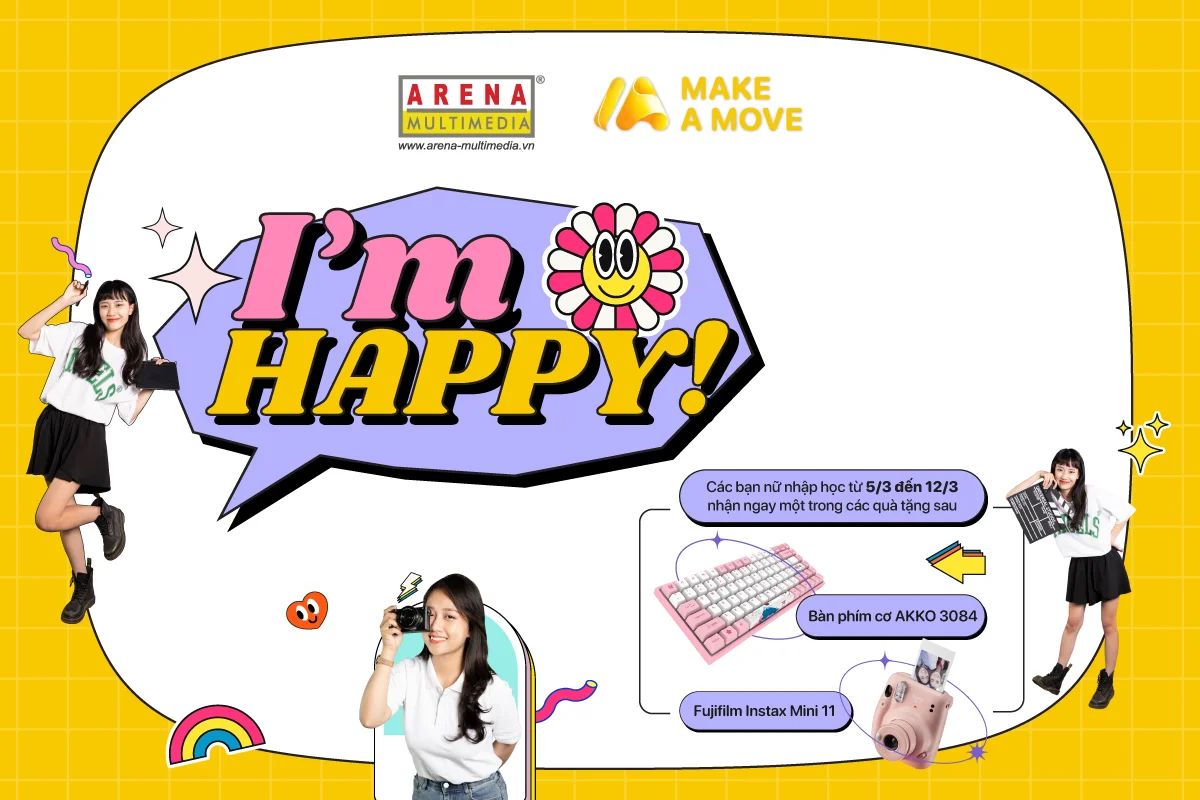 ARENA®
MULTIMEDIA
www.arena-multimedia.vn
MAKE
A MOVE
I'm
HAPPY!
Các bạn nữ nhập học từ 5/3 đến 12/3
nhận ngay một trong các quà tặng sau
Bàn phím cơ AKKO 3084
Fujifilm Instax Mini 11